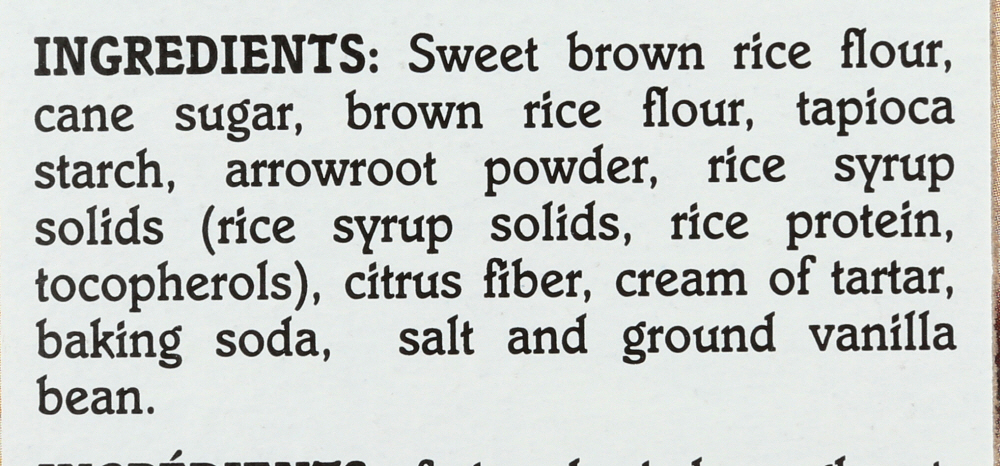 INGREDIENTS: Sweet brown rice flour,
cane sugar, brown rice flour, tapioca
starch, arrowroot powder, rice syrup
solids (rice syrup solids, rice protein,
tocopherols), citrus fiber, cream of tartar,
baking soda, salt and ground vanilla
bean.